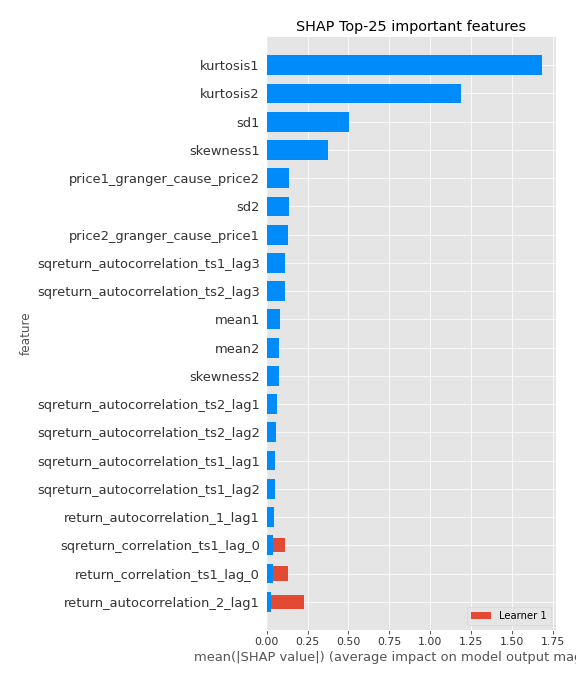 SHAP Top-25 important features
kurtosis1
kurtosis2
sd1
skewness1
price1_granger_cause_price2
sd2
price2_granger_cause_price1
sqreturn_autocorrelation_ts1_lag3
sqreturn_autocorrelation_ts2_lag3
mean1
mean2
skewness2
sqreturn_autocorrelation_ts2_lag1
sqreturn_autocorrelation_ts2_lag2
sqreturn_autocorrelation_ts1_lag1
sqreturn_autocorrelation_ts1_lag2
return_autocorrelation_1_lag1
sqreturn_correlation_ts1_lag_0
return_correlation_ts1_lag_0
return_autocorrelation_2_lag1
feature
Learner 1
0.00 0.25 0.50 0.75 1.00 1.25 1.50 1.75
mean(|SHAP value|) (average impact on model output mag